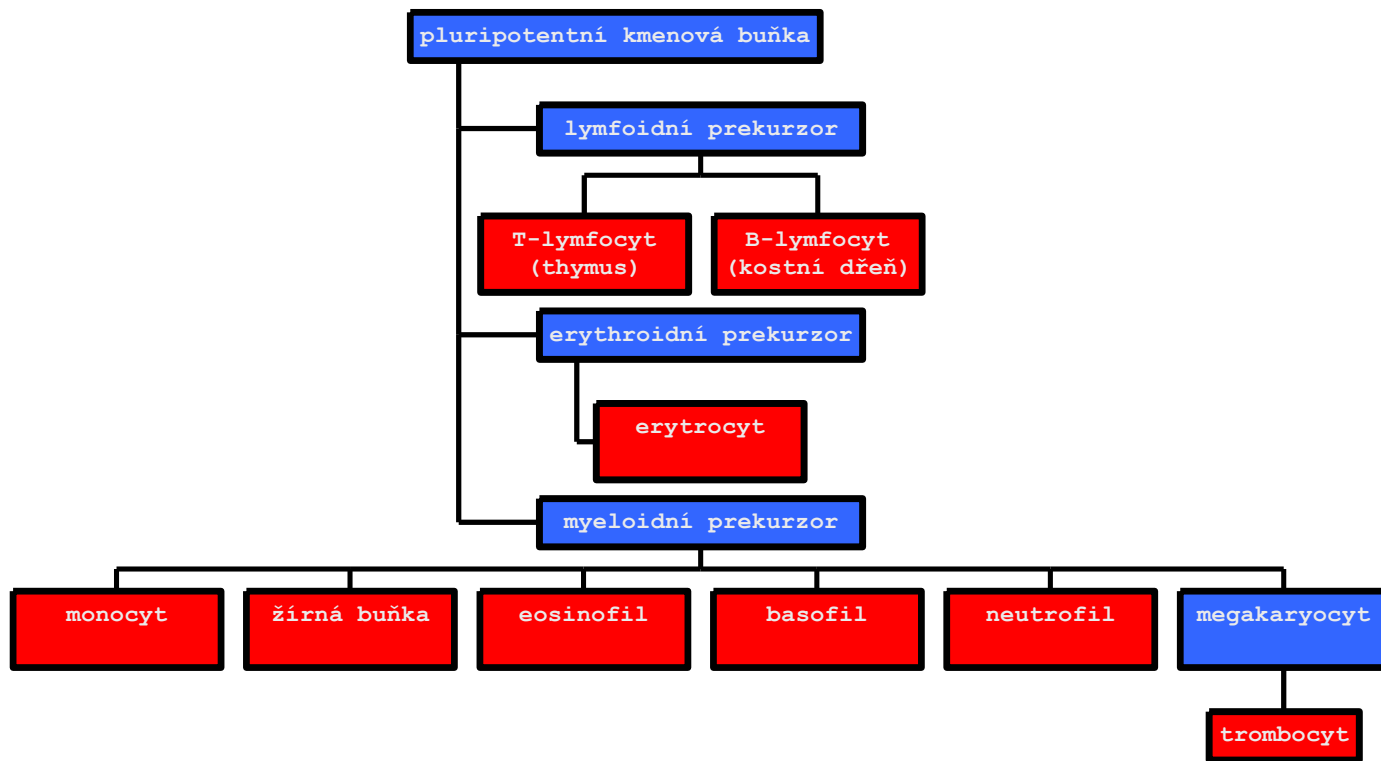 pluripotentní kmenová buňka
lymfoidní prekurzor
T-lymfocyt
(thymus)
B-lymfocyt
(kostní dřeň)
erythroidní prekurzor
erytrocyt
myeloidní prekurzor
monocyt
žírná buňka
eosinofil
basofil
neutrofil
megakaryocyt
trombocyt